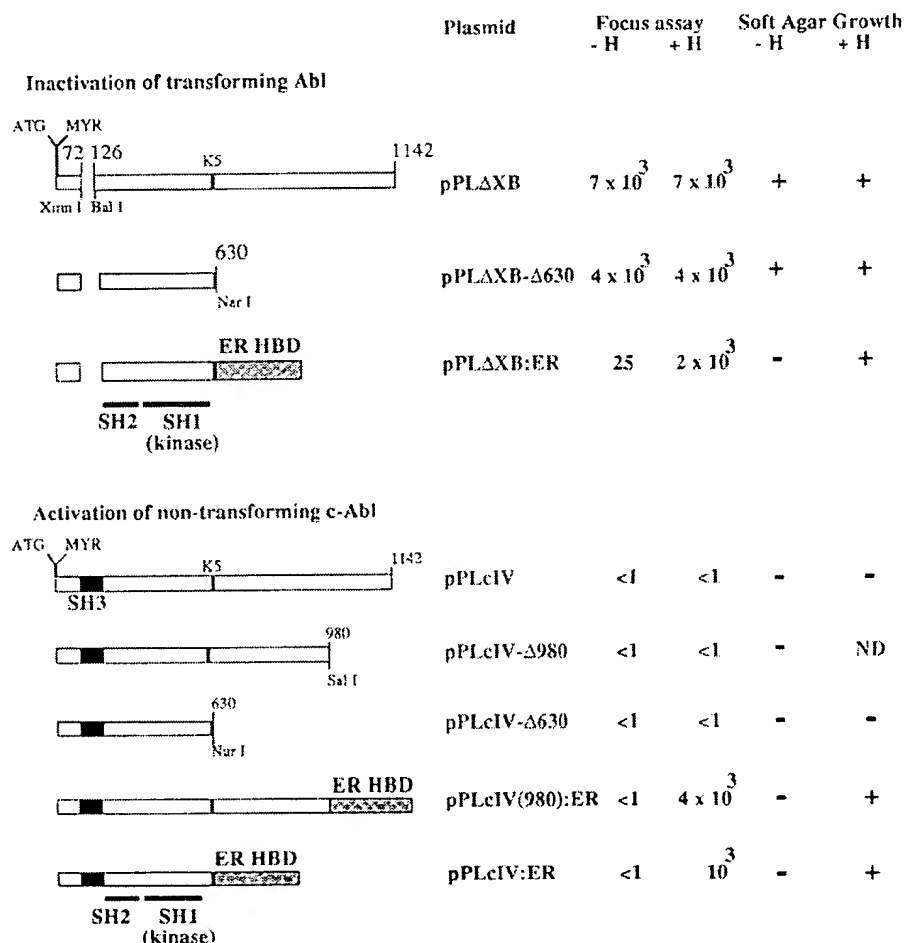 Plasmid Focus assay Soft Agar Growth
- H + H - H + H
Inactivation of transforming Abl
ATG MYR
72 126 K5 1142
pPLΔXB 7 x 10³ 7 x 10³ + +
Xmn I Bal I
630
pPLΔXB-Δ630 4 x 10³ 4 x 10³ + +
Nar I
ER HBD
pPLΔXB:ER 25 2 x 10³ - +
SH2 SH1
(kinase)
Activation of non-transforming c-Abl
ATG MYR
K5 1142
pPLcIV <1 <1 - -
SH3
980
pPLcIV-Δ980 <1 <1 - ND
Sal I
630
pPLcIV-Δ630 <1 <1 - -
Nar I
ER HBD
pPLcIV(980):ER <1 4 x 10³ - +
ER HBD
pPLcIV:ER <1 10³ - +
SH2 SH1
(kinase)